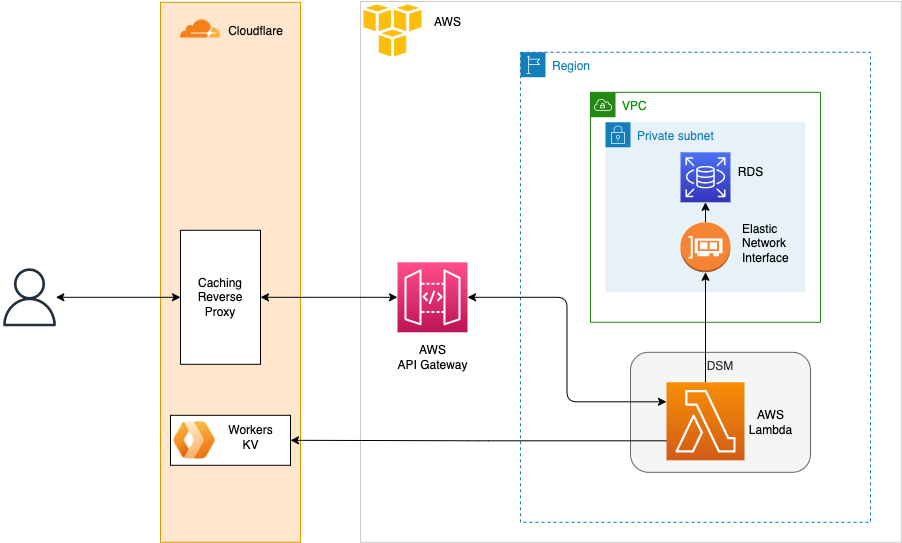 Cloudflare
AWS
Region
VPC
Private subnet
RDS
Elastic
Network
Interface
Caching
Reverse
Proxy
AWS
API Gateway
DSM
AWS
Lambda
Workers
KV